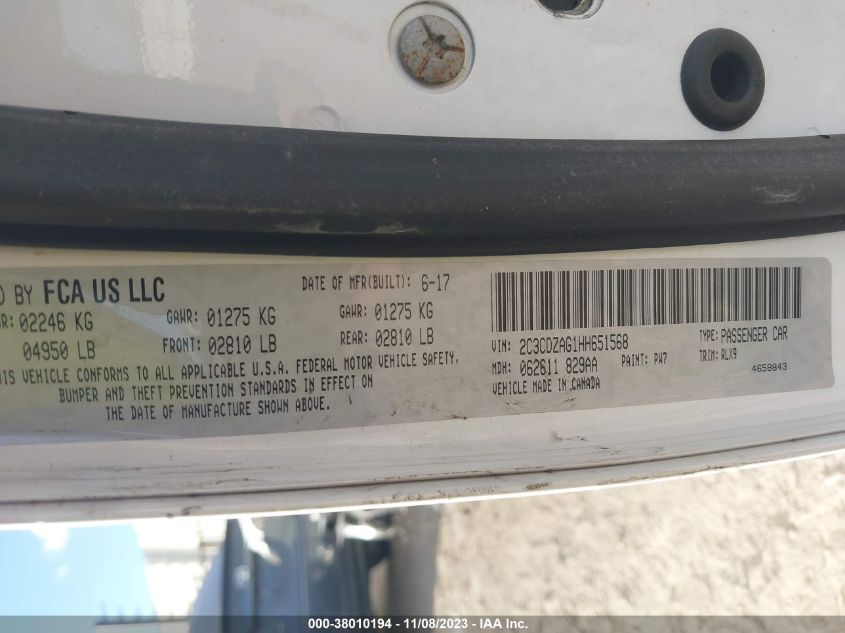 D BY FCA US LLC
DATE OF MFR(BUILT): 6-17
R: 02246 KG
GAWR: 01275 KG
GAWR: 01275 KG
04950 LB
FRONT: 02810 LB
REAR: 02810 LB
HIS VEHICLE CONFORMS TO ALL APPLICABLE U.S.A. FEDERAL MOTOR VEHICLE SAFETY,
BUMPER AND THEFT PREVENTION STANDARDS IN EFFECT ON
THE DATE OF MANUFACTURE SHOWN ABOVE.
VIN: 2C3CDZAG1HH651568
TYPE: PASSENGER CAR
MDH: 062611 829AA
PAINT: PW7
TRIM: RLX9
VEHICLE MADE IN CANADA
4658843
000-38010194 - 11/08/2023 - IAA Inc.